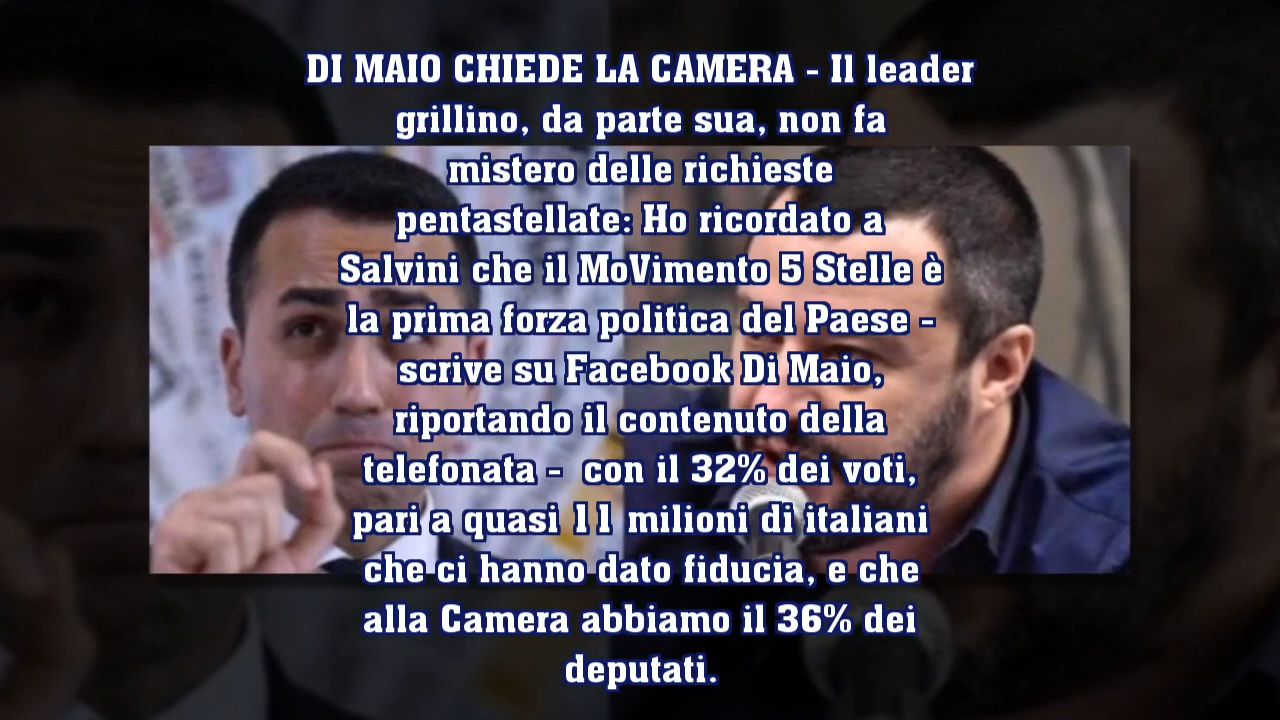 DI MAIO CHIEDE LA CAMERA - Il leader
grillino, da parte sua, non fa
mistero delle richieste
pentastellate: Ho ricordato a
Salvini che il MoVimento 5 Stelle è
la prima forza politica del Paese -
scrive su Facebook Di Maio,
riportando il contenuto della
telefonata -  con il 32% dei voti,
pari a quasi 11 milioni di italiani
che ci hanno dato fiducia, e che
alla Camera abbiamo il 36% dei
deputati.